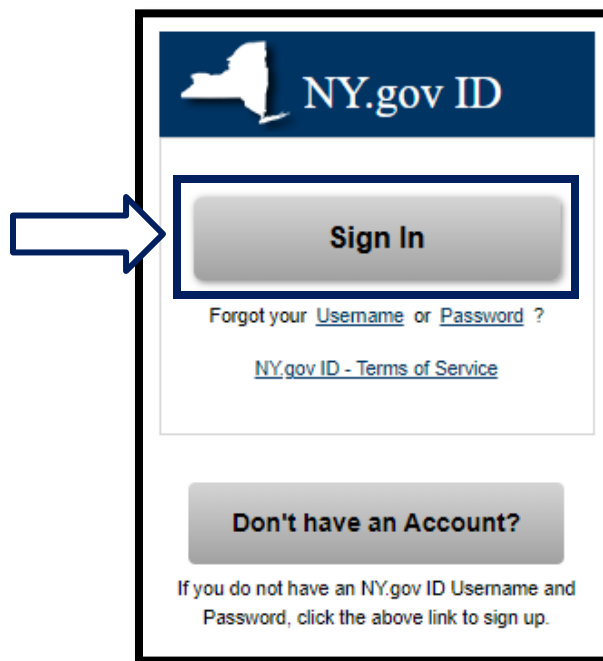 NY.gov ID
Sign In
Forgot your Username or Password ?
NY.gov ID - Terms of Service
Don't have an Account?
If you do not have an NY.gov ID Username and
Password, click the above link to sign up.